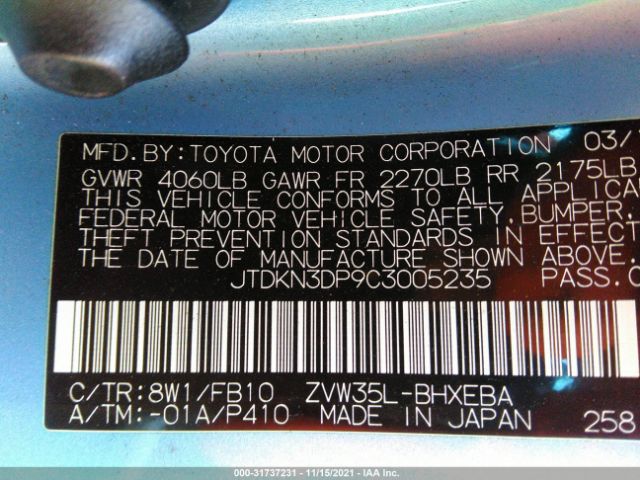 MFD. BY: TOYOTA MOTOR CORPORATION 03/
GVWR 4060LB GAWR FR 2270LB RR 2175LB
THIS VEHICLE CONFORMS TO ALL APPLICA
FEDERAL MOTOR VEHICLE SAFETY, BUMPER,
THEFT PREVENTION STANDARDS IN EFFECT
THE DATE OF MANUFACTURE SHOWN ABOVE.
JTDKN3DP9C3005235 PASS.C
C/TR:8W1/FB10 ZVW35L-BHXEBA
A/TM:-01A/P410 MADE IN JAPAN 258
000-31737231 - 11/15/2021 - IAA Inc.